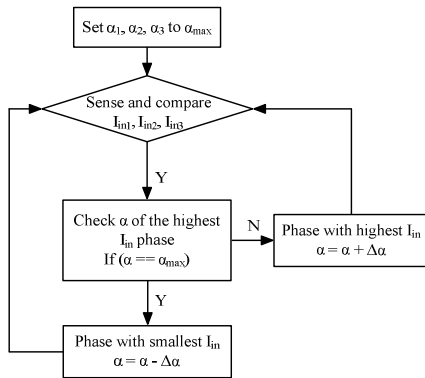 Set α₁, α₂, α₃ to αmax
Sense and compare
Iin1, Iin2, Iin3
Y
Check α of the highest
Iin phase
If (α == αmax)
N
Phase with highest Iin
α = α + Δα
Y
Phase with smallest Iin
α = α - Δα